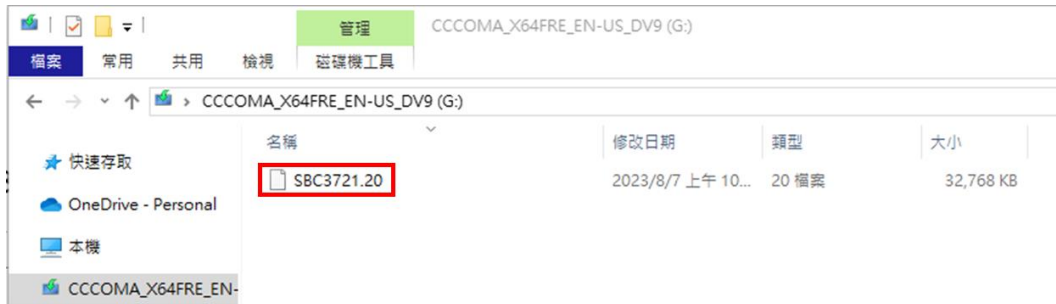 管理 CCCOMA_X64FRE_EN-US_DV9 (G:)
檔案 常用 共用 檢視 磁碟機工具
CCCOMA_X64FRE_EN-US_DV9 (G:)
名稱 修改日期 類型 大小
快速存取
SBC3721.20 2023/8/7 上午 10... 20 檔案 32,768 KB
OneDrive - Personal
本機
CCCOMA_X64FRE_EN-